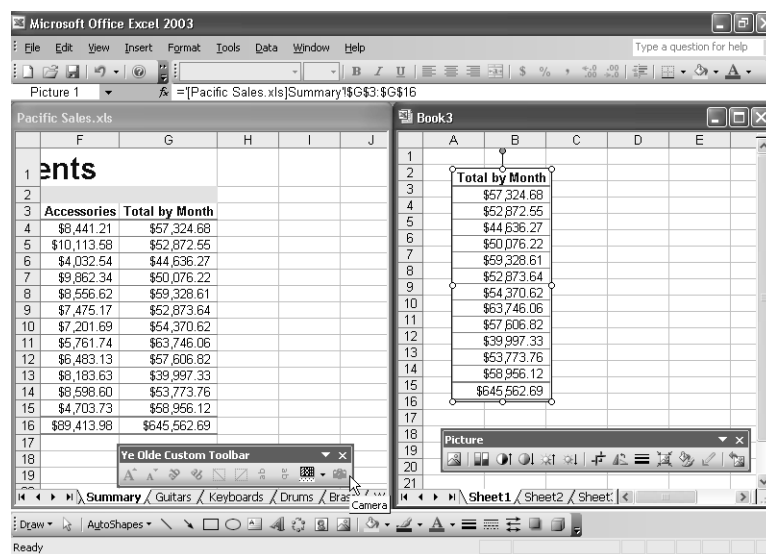 Microsoft Office Excel 2003
File Edit View Insert Format Tools Data Window Help
Type a question for help
B I U $ % ,
Picture 1 fx ='[Pacific Sales.xls]Summary'!$G$3:$G$16
Pacific Sales.xls
F G H I J
1 ents
2
3 Accessories Total by Month
4 $8,441.21 $57,324.68
5 $10,113.58 $52,872.55
6 $4,032.54 $44,636.27
7 $9,862.34 $50,076.22
8 $8,556.62 $59,328.61
9 $7,475.17 $52,873.64
10 $7,201.69 $54,370.62
11 $5,761.74 $63,746.06
12 $6,483.13 $57,606.82
13 $8,183.63 $39,997.33
14 $8,598.60 $53,773.76
15 $4,703.73 $58,956.12
16 $89,413.98 $645,562.69
17
18
19
Ye Olde Custom Toolbar
Summary Guitars Keyboards Drums Bras
Camera
Book3
A B C D E
1
2 Total by Month
3 $57,324.68
4 $52,872.55
5 $44,636.27
6 $50,076.22
7 $59,328.61
8 $52,873.64
9 $54,370.62
10 $63,746.06
11 $57,606.82
12 $39,997.33
13 $53,773.76
14 $58,956.12
15 $645,562.69
16
17
18
19
20
21
Picture
Sheet1 Sheet2 Sheet
Draw AutoShapes
Ready